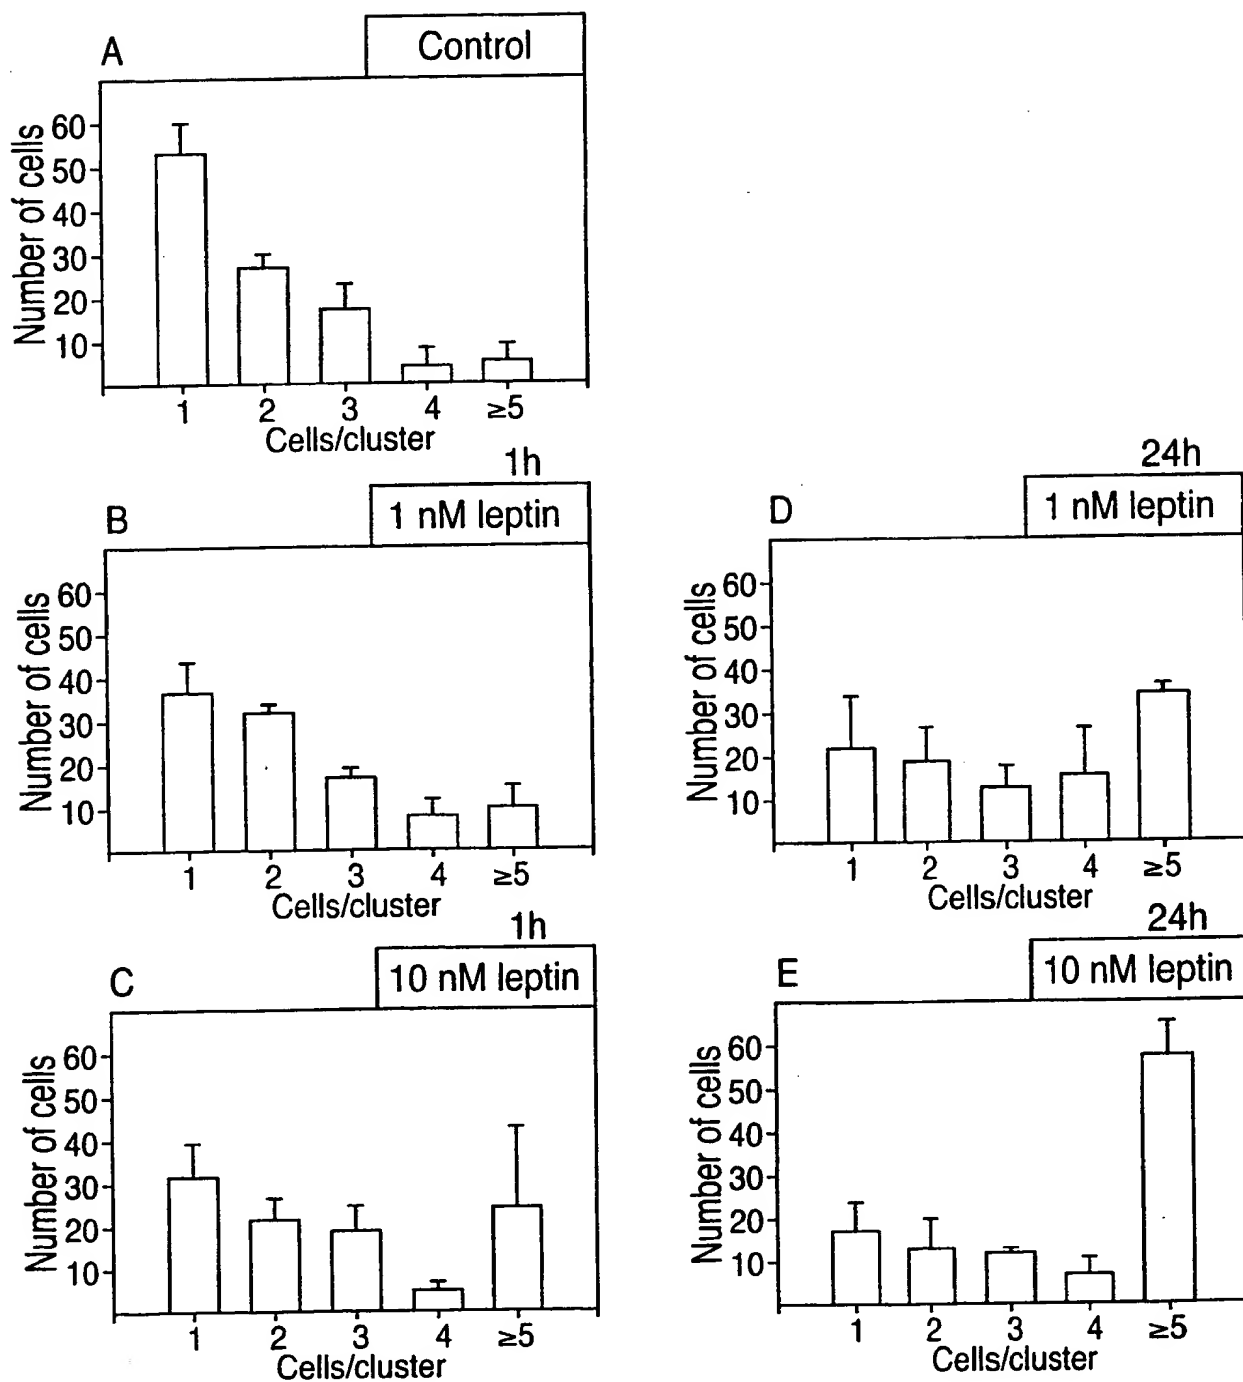 A
Control
Number of cells
60
50
40
30
20
10
1 2 3 4 ≥5
Cells/cluster
1h
B
1 nM leptin
Number of cells
60
50
40
30
20
10
1 2 3 4 ≥5
Cells/cluster
1h
C
10 nM leptin
Number of cells
60
50
40
30
20
10
1 2 3 4 ≥5
Cells/cluster
24h
D
1 nM leptin
Number of cells
60
50
40
30
20
10
1 2 3 4 ≥5
Cells/cluster
24h
E
10 nM leptin
Number of cells
60
50
40
30
20
10
1 2 3 4 ≥5
Cells/cluster